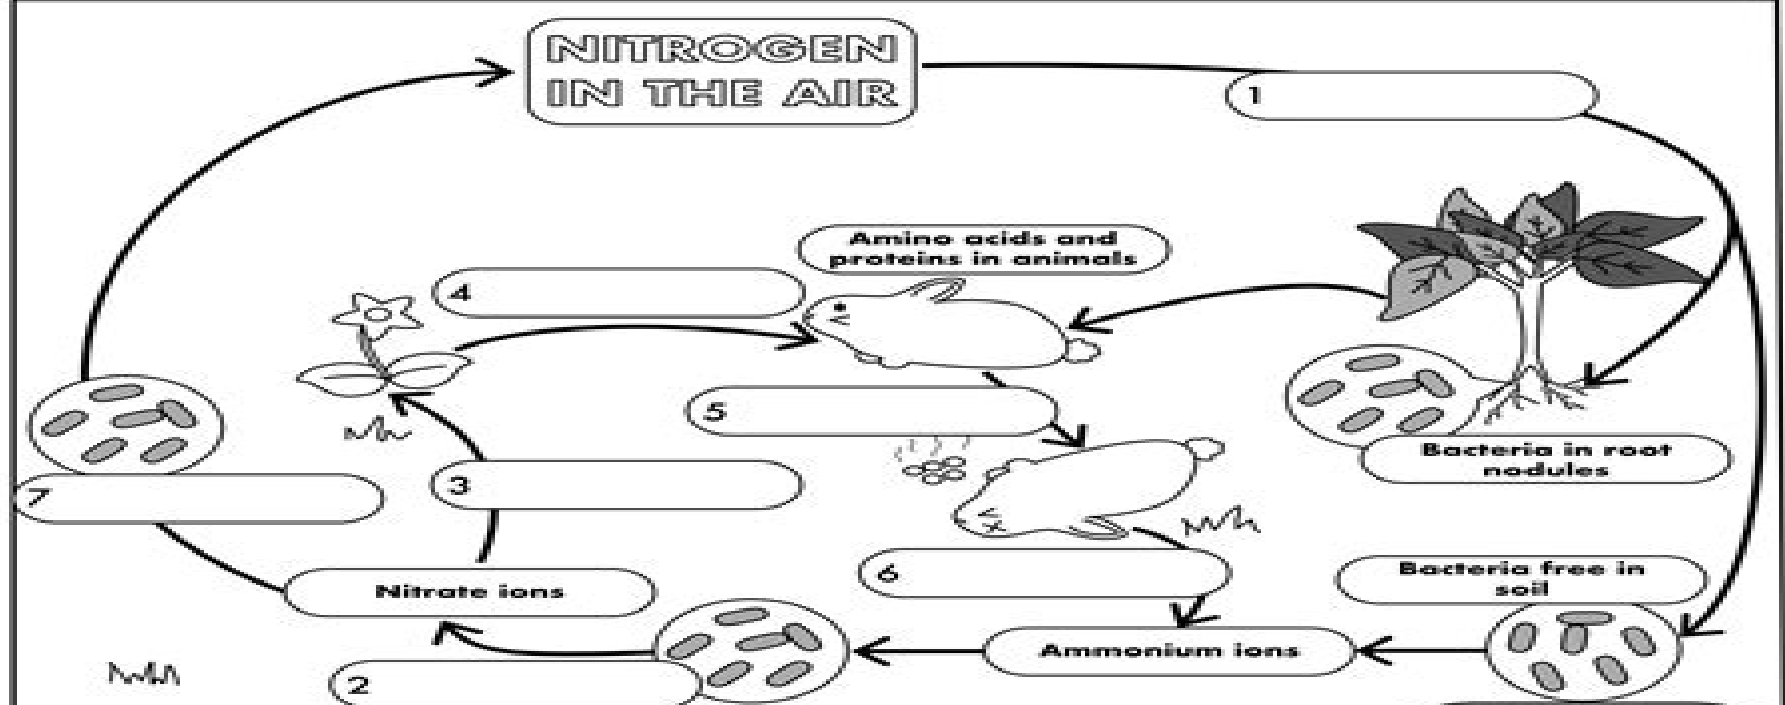 NITROGEN
IN THE AIR
1
Amino acids and
proteins in animals
4
5
Bacteria in root
nodules
3
7
6
Bacteria free in
soil
Nitrate ions
Ammonium ions
2